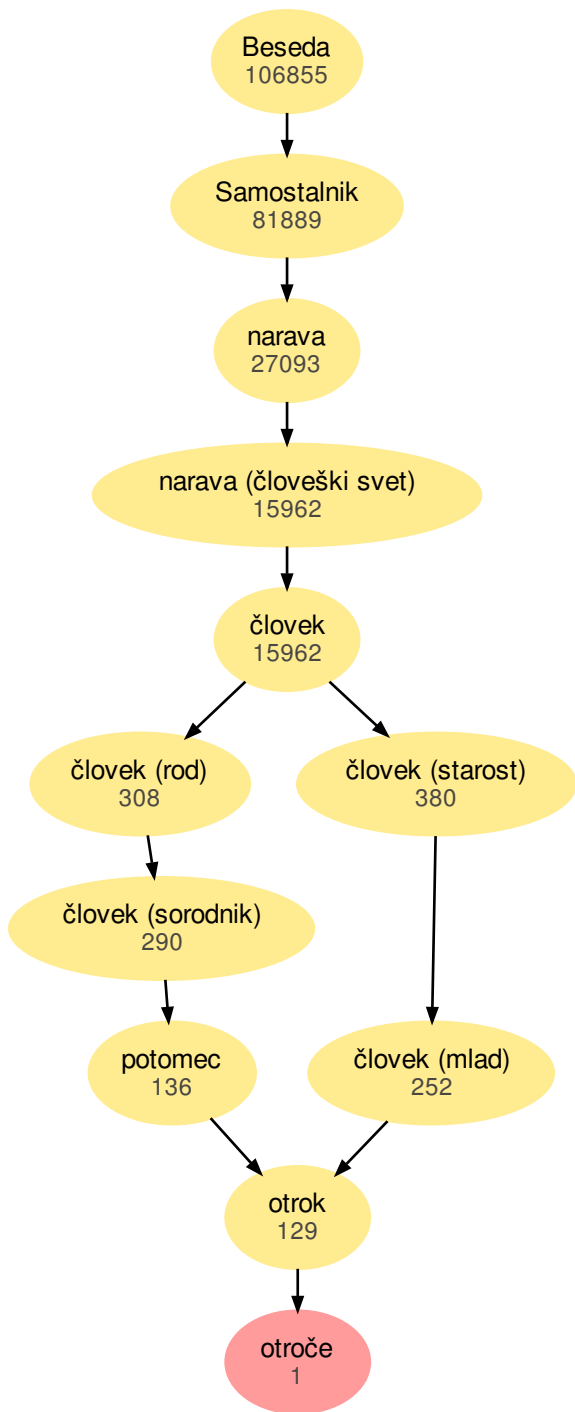 Beseda
106855
Samostalnik
81889
narava
27093
narava (človeški svet)
15962
človek
15962
človek (rod)
308
človek (starost)
380
človek (sorodnik)
290
potomec
136
človek (mlad)
252
otrok
129
otroče
1